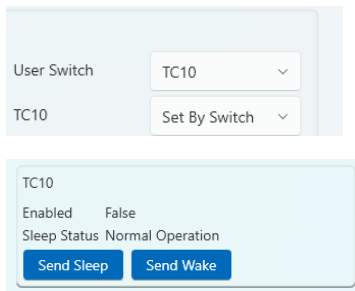 User Switch TC10
TC10 Set By Switch
TC10
Enabled False
Sleep Status Normal Operation
Send Sleep Send Wake